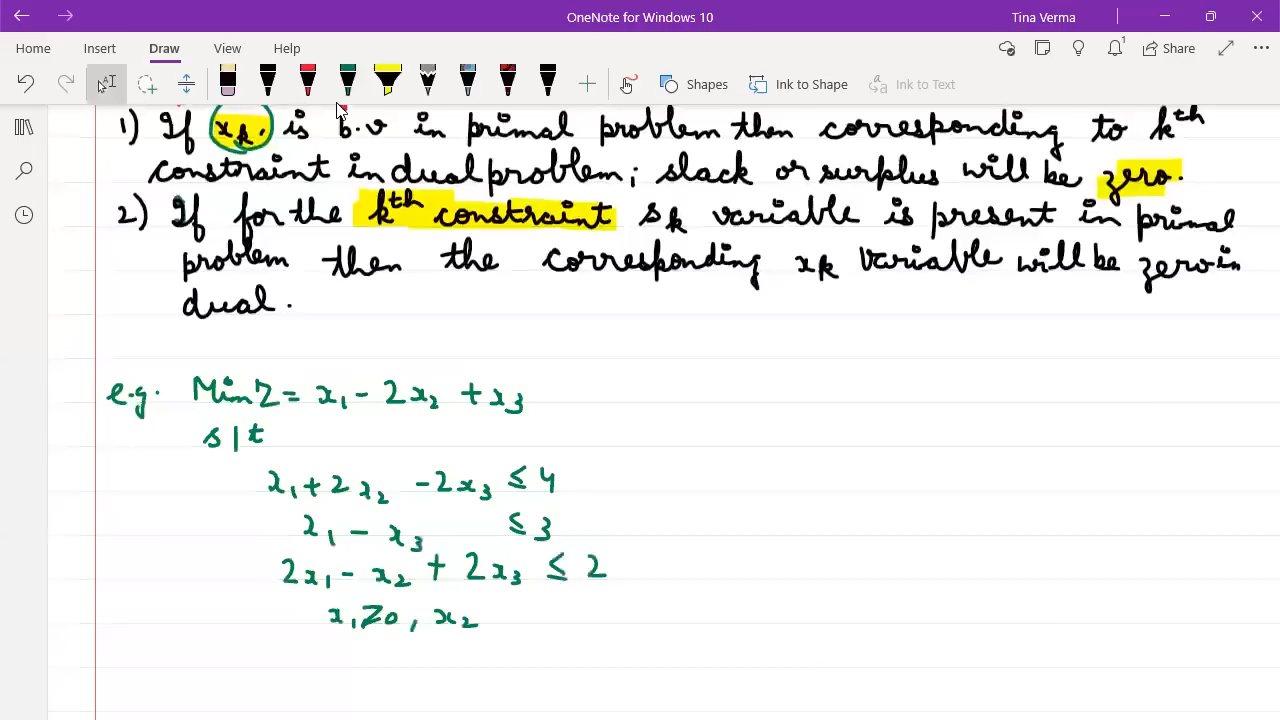 OneNote for Windows 10
Tina Verma
Home Insert Draw View Help
1
Share
Shapes
Ink to Shape
Ink to Text
1) If xk. is b.v in primal problem then corresponding to kth
constraint in dual problem; slack or surplus will be zero.
2) If for the kth constraint sk variable is present in primal
problem then the corresponding xk variable will be zero in
dual.
e.g. Min Z = x1 - 2x2 + x3
s|t
x1 + 2x2 - 2x3 ≤ 4
x1 - x3 ≤ 3
2x1 - x2 + 2x3 ≤ 2
x1 ≥ 0, x2